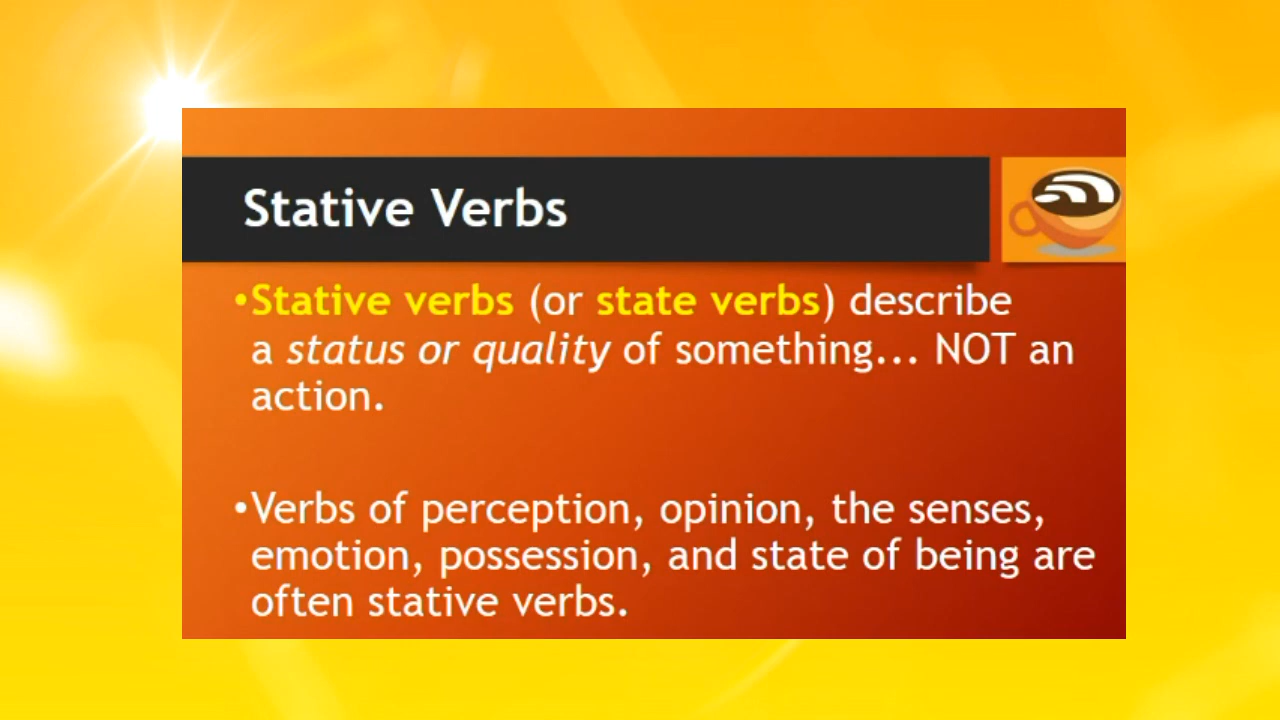 Stative Verbs
•Stative verbs (or state verbs) describe
a status or quality of something... NOT an
action.
•Verbs of perception, opinion, the senses,
emotion, possession, and state of being are
often stative verbs.